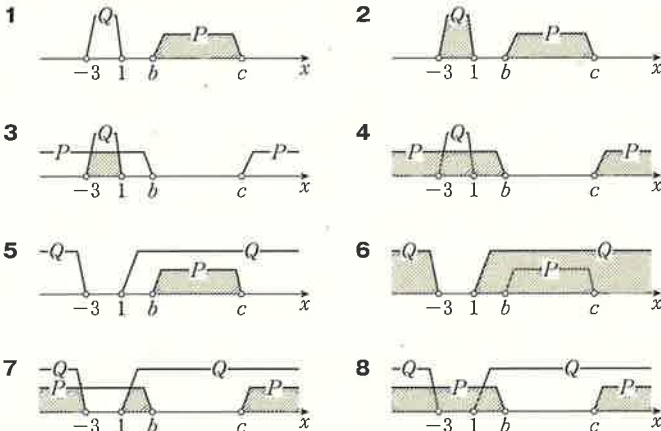 1 Q P
−3 1 b c x
2 Q P
−3 1 b c x
3 P Q P
−3 1 b c x
4 P Q P
−3 1 b c x
5 Q P Q
−3 1 b c x
6 Q P Q
−3 1 b c x
7 Q Q
P P
−3 1 b c x
8 Q Q
P P
−3 1 b c x